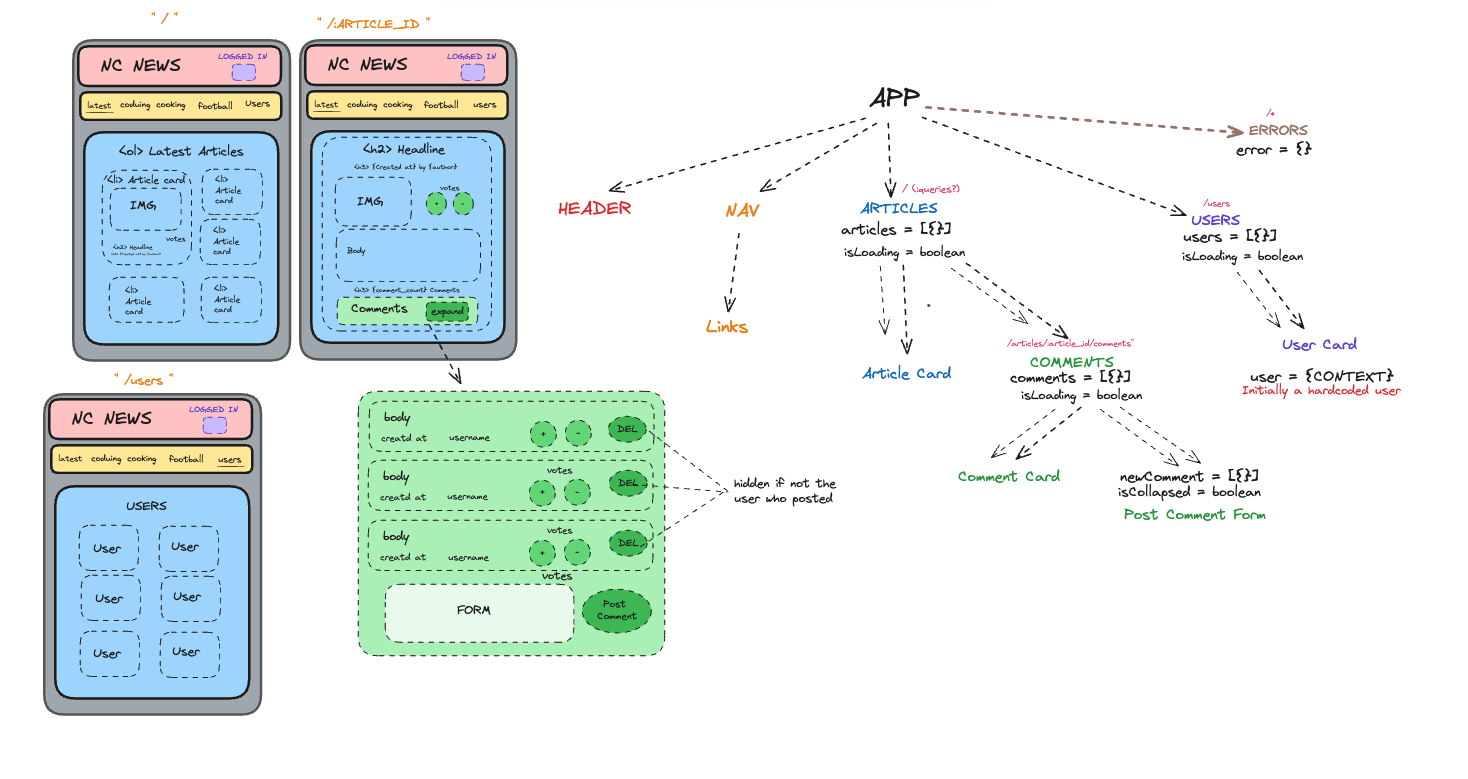 " / "
NC NEWS
LOGGED IN
latest coduing cooking football Users
<ol> Latest Articles
<li> Article card
IMG
votes
<h2> Headline
<li>
Article
card
<li>
Article
card
<li>
Article
card
<li>
Article
card
" /:ARTICLE_ID "
NC NEWS
LOGGED IN
latest coduing cooking football users
<h2> Headline
<h3> {Created at} by {author}
IMG
votes
+ -
Body
<h3> {comment_count} Comments
Comments
expand
" /users "
NC NEWS
LOGGED IN
latest coduing cooking football users
USERS
User User
User User
User User
body
creatd at username
+ -
DEL
votes
body
creatd at username
+ -
DEL
votes
body
creatd at username
+ -
DEL
votes
FORM
Post
Comment
hidden if not the
user who posted
APP
HEADER
NAV
Links
/ (:queries?)
ARTICLES
articles = [{}]
isLoading = boolean
Article Card
/articles/:article_id/comments"
COMMENTS
comments = [{}]
isLoading = boolean
Comment Card
newComment = [{}]
isCollapsed = boolean
Post Comment Form
/users
USERS
users = [{}]
isLoading = boolean
User Card
user = {CONTEXT}
Initially a hardcoded user
/*
ERRORS
error = {}